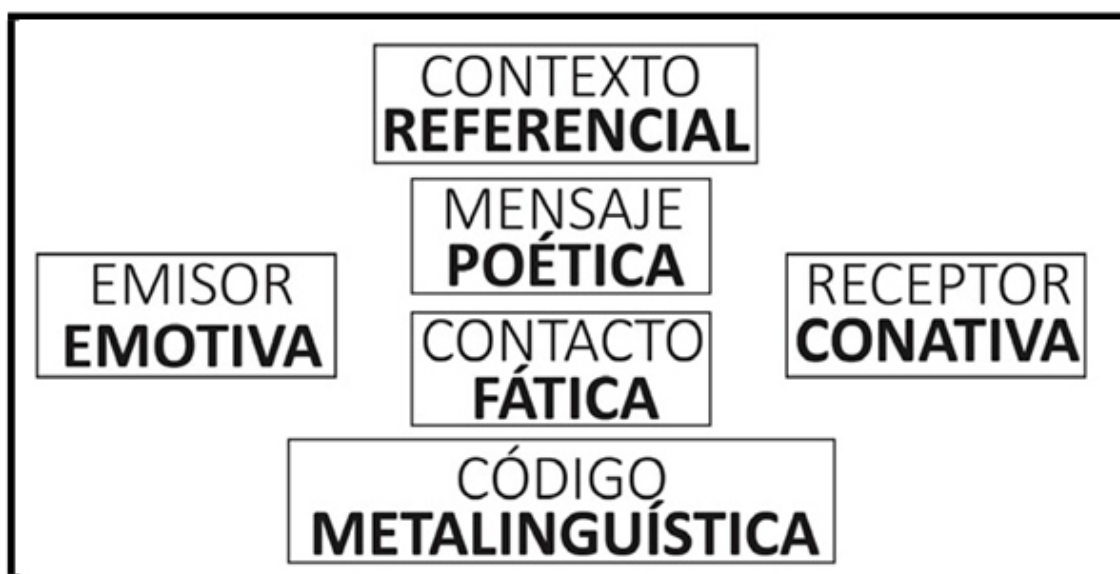 CONTEXTO
REFERENCIAL
MENSAJE
POÉTICA
EMISOR
EMOTIVA
RECEPTOR
CONATIVA
CONTACTO
FÁTICA
CÓDIGO
METALINGUÍSTICA